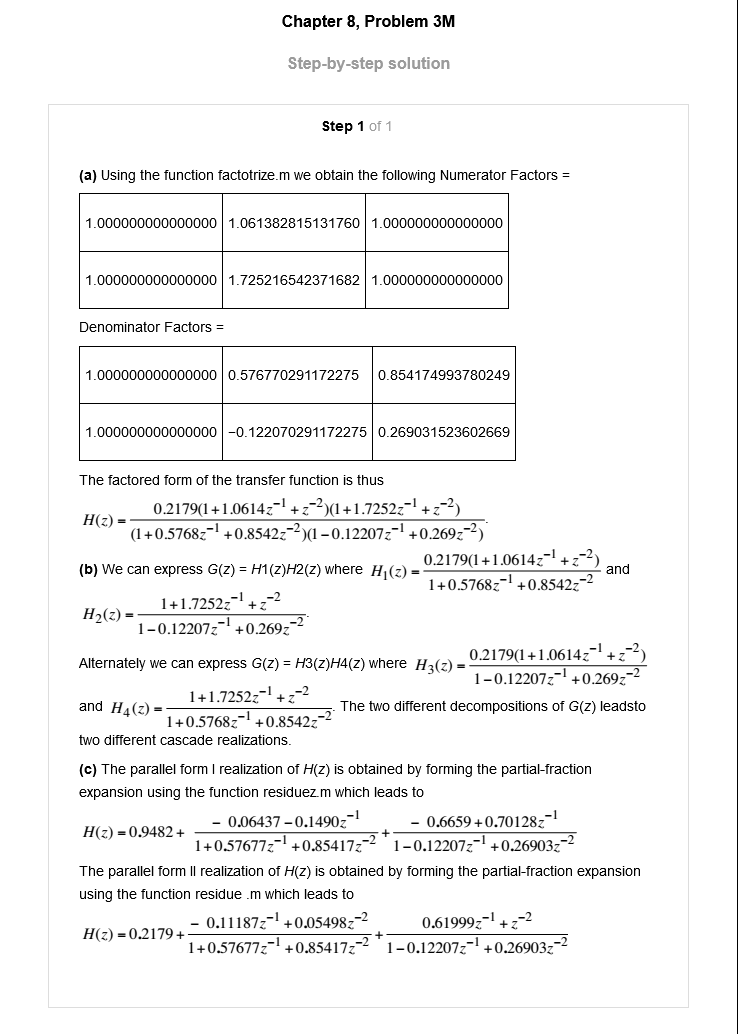 Chapter 8, Problem 3M
Step-by-step solution
Step 1 of 1
(a) Using the function factotrize.m we obtain the following Numerator Factors =
1.000000000000000 1.061382815131760 1.000000000000000
1.000000000000000 1.725216542371682 1.000000000000000
Denominator Factors =
1.000000000000000 0.576770291172275 0.854174993780249
1.000000000000000 −0.122070291172275 0.269031523602669
The factored form of the transfer function is thus
H(z) = 0.2179(1+1.0614z⁻¹+z⁻²)(1+1.7252z⁻¹+z⁻²) / (1+0.5768z⁻¹+0.8542z⁻²)(1−0.12207z⁻¹+0.269z⁻²).
(b) We can express G(z) = H1(z)H2(z) where H₁(z) = 0.2179(1+1.0614z⁻¹+z⁻²) / 1+0.5768z⁻¹+0.8542z⁻² and
H₂(z) = 1+1.7252z⁻¹+z⁻² / 1−0.12207z⁻¹+0.269z⁻².
Alternately we can express G(z) = H3(z)H4(z) where H₃(z) = 0.2179(1+1.0614z⁻¹+z⁻²) / 1−0.12207z⁻¹+0.269z⁻²
and H₄(z) = 1+1.7252z⁻¹+z⁻² / 1+0.5768z⁻¹+0.8542z⁻². The two different decompositions of G(z) leadsto
two different cascade realizations.
(c) The parallel form I realization of H(z) is obtained by forming the partial-fraction
expansion using the function residuez.m which leads to
H(z) = 0.9482 + − 0.06437−0.1490z⁻¹ / 1+0.57677z⁻¹+0.85417z⁻² + − 0.6659+0.70128z⁻¹ / 1−0.12207z⁻¹+0.26903z⁻²
The parallel form II realization of H(z) is obtained by forming the partial-fraction expansion
using the function residue .m which leads to
H(z) = 0.2179 + − 0.11187z⁻¹+0.05498z⁻² / 1+0.57677z⁻¹+0.85417z⁻² + 0.61999z⁻¹+z⁻² / 1−0.12207z⁻¹+0.26903z⁻²